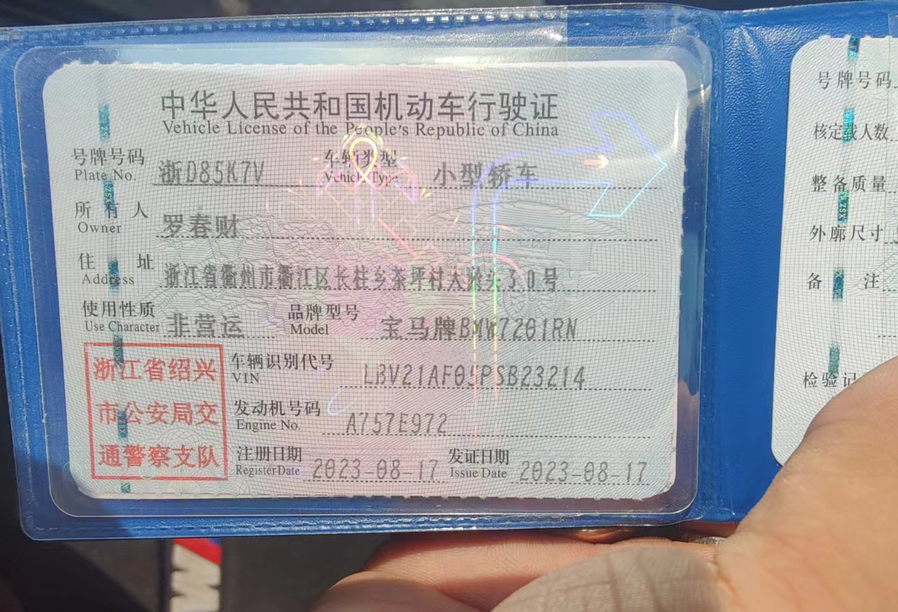 中华人民共和国机动车行驶证
Vehicle License of the People's Republic of China
号牌号码 浙D85K7V 车辆类型 小型轿车
Plate No. Vehicle Type
所有人 罗春财
Owner
住址 浙江省衢州市衢江区长柱乡茶坪村大洲头30号
Address
使用性质 非营运 品牌型号 宝马牌BMW7201RN
Use Character Model
浙江省绍兴
市公安局交
通警察支队
车辆识别代号 LBV21AF05PSB23214
VIN
发动机号码 A757E972
Engine No.
注册日期 2023-08-17 发证日期 2023-08-17
Register Date Issue Date
号牌号码
核定载人数
整备质量
外廓尺寸
备注
检验记